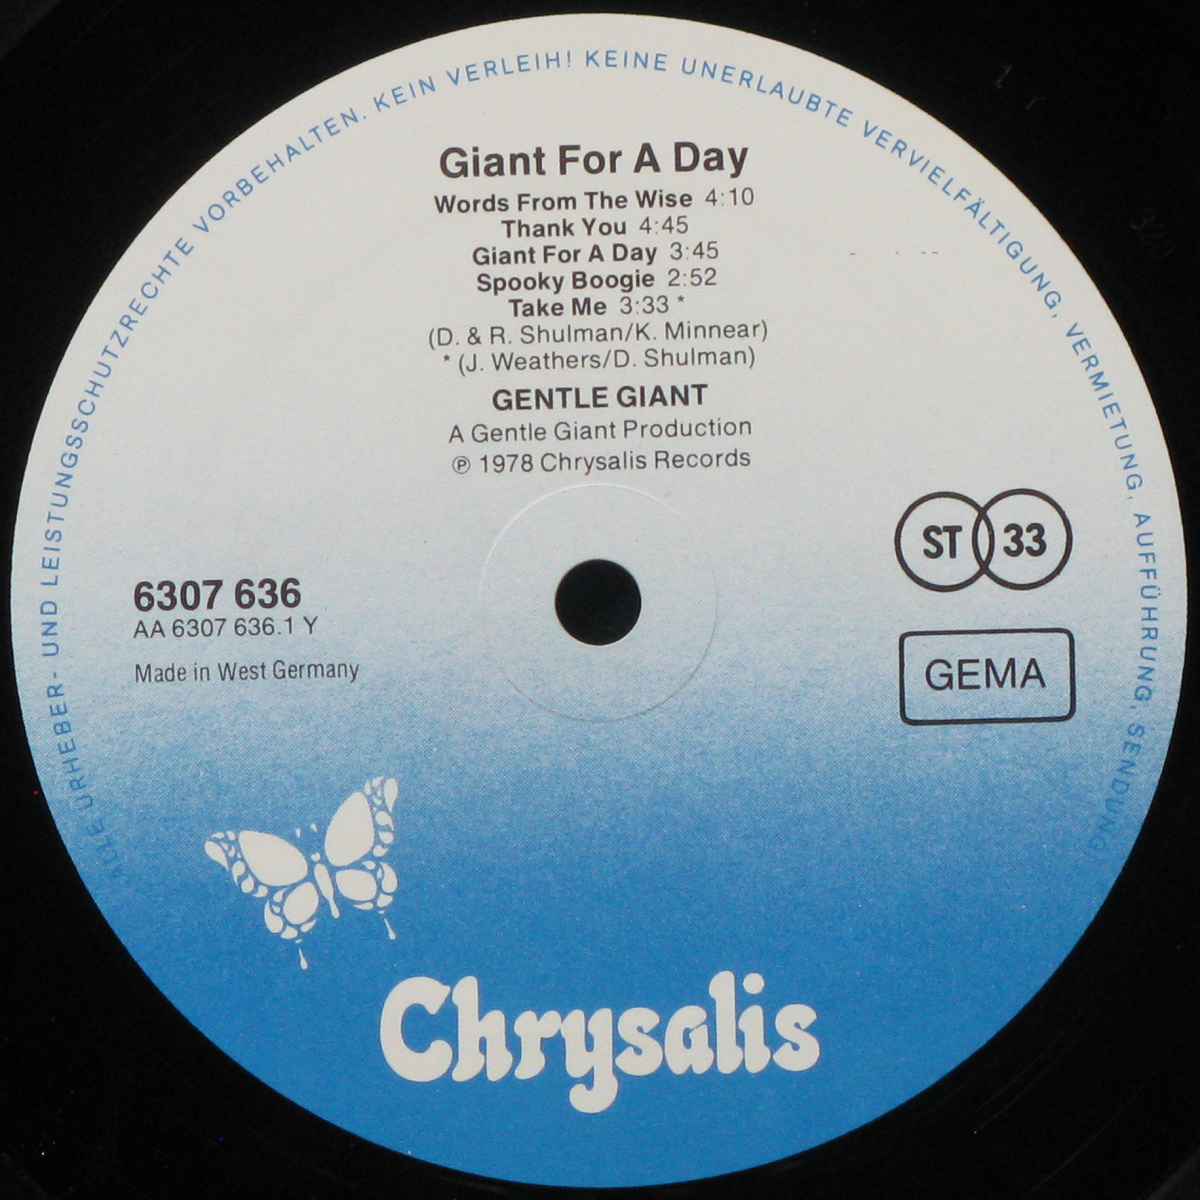 ALLE URHEBER- UND LEISTUNGSSCHUTZRECHTE VORBEHALTEN. KEIN VERLEIH! KEINE UNERLAUBTE VERVIELFÄLTIGUNG, VERMIETUNG, AUFFÜHRUNG, SENDUNG
Giant For A Day
Words From The Wise 4:10
Thank You 4:45
Giant For A Day 3:45
Spooky Boogie 2:52
Take Me 3:33 *
(D. & R. Shulman/K. Minnear)
* (J. Weathers/D. Shulman)
GENTLE GIANT
A Gentle Giant Production
℗ 1978 Chrysalis Records
ST 33
6307 636
AA 6307 636.1 Y
Made in West Germany
GEMA
Chrysalis